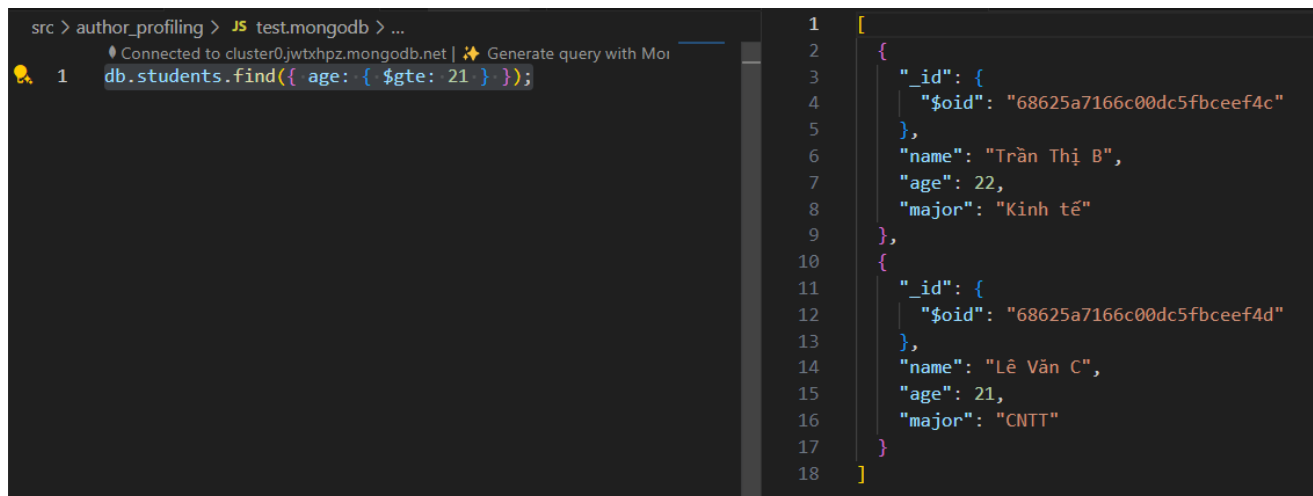 src > author_profiling > JS test.mongodb > ...
Connected to cluster0.jwtxhpz.mongodb.net | ✨ Generate query with Mon
1 db.students.find({ age: { $gte: 21 } });
1 [
2 {
3 "_id": {
4 "$oid": "68625a7166c00dc5fbceef4c"
5 },
6 "name": "Trần Thị B",
7 "age": 22,
8 "major": "Kinh tế"
9 },
10 {
11 "_id": {
12 "$oid": "68625a7166c00dc5fbceef4d"
13 },
14 "name": "Lê Văn C",
15 "age": 21,
16 "major": "CNTT"
17 }
18 ]